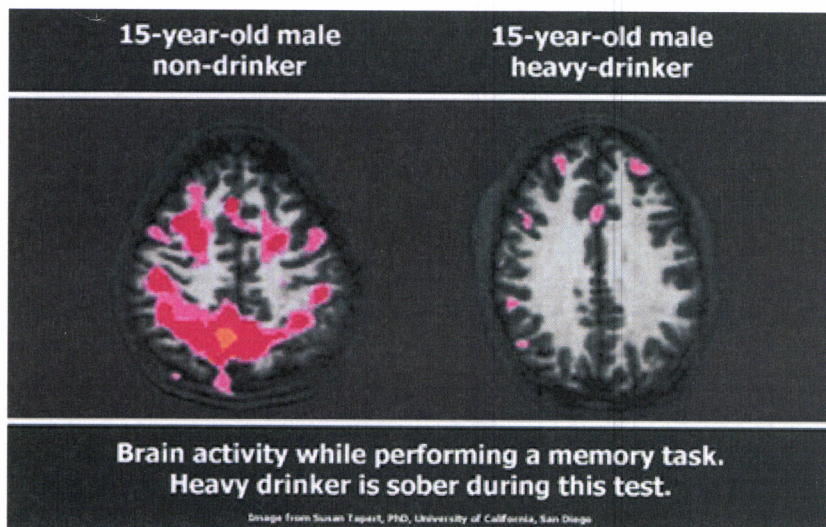 15-year-old male
non-drinker
15-year-old male
heavy-drinker
Brain activity while performing a memory task.
Heavy drinker is sober during this test.
Image from Susan Tapert, PhD, University of California, San Diego